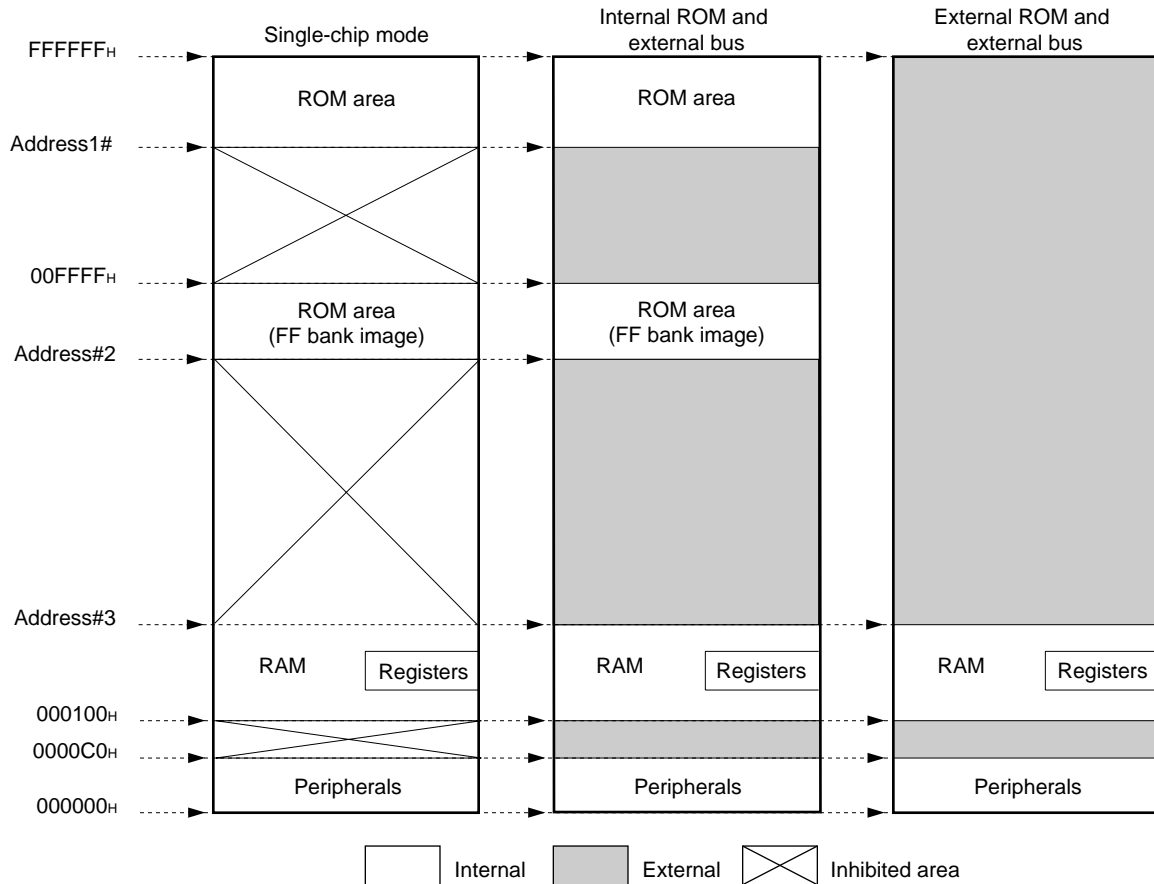 Single-chip mode
Internal ROM and
external bus
External ROM and
external bus
FFFFFFH
ROM area
ROM area
Address1#
00FFFFH
ROM area
(FF bank image)
ROM area
(FF bank image)
Address#2
Address#3
RAM
Registers
RAM
Registers
RAM
Registers
000100H
0000C0H
Peripherals
Peripherals
Peripherals
000000H
Internal
External
Inhibited area